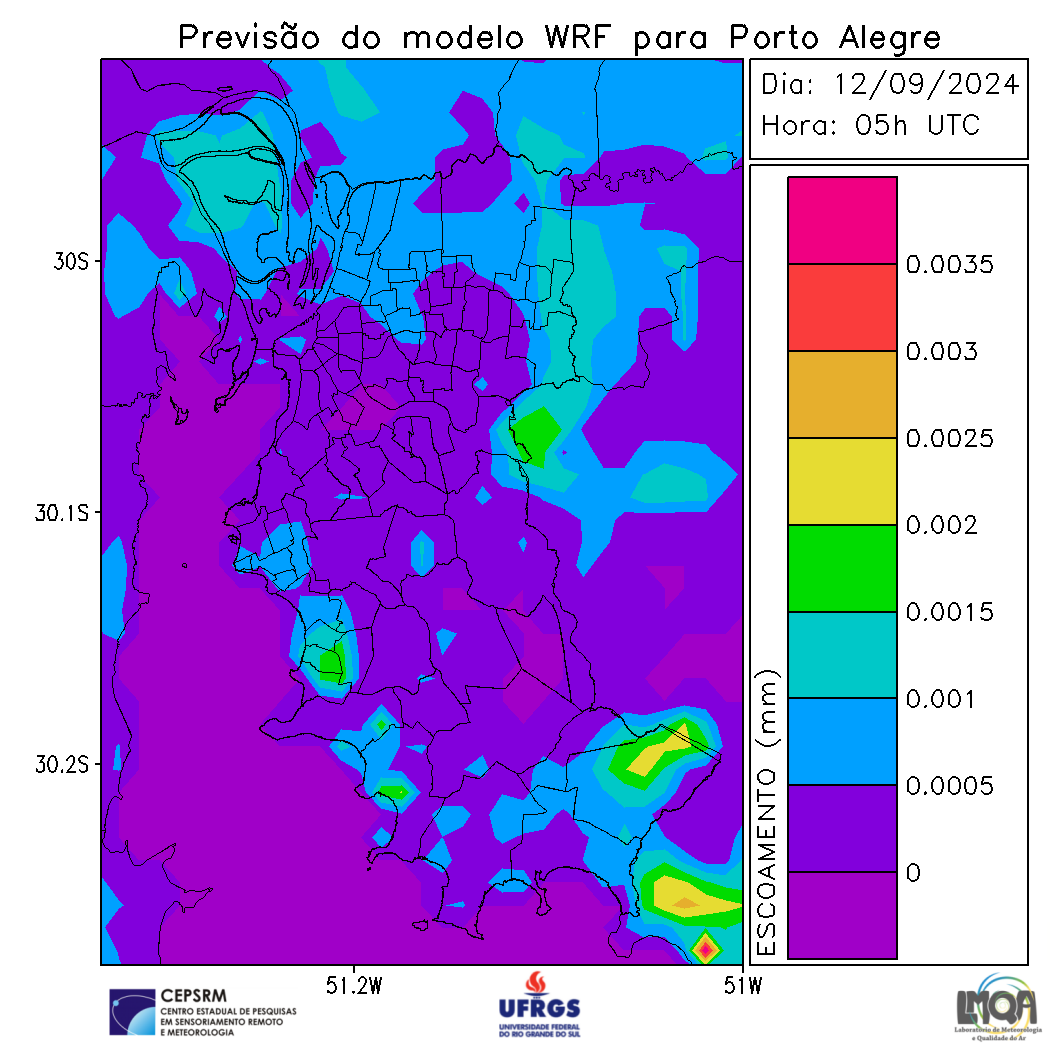 Previsão do modelo WRF para Porto Alegre
Dia: 12/09/2024
Hora: 05h UTC
0.0035
0.003
0.0025
0.002
0.0015
0.001
0.0005
0
ESCOAMENTO (mm)
30S
30.1S
30.2S
51.2W
51W
CEPSRM
CENTRO ESTADUAL DE PESQUISAS
EM SENSORIAMENTO REMOTO
E METEOROLOGIA
UFRGS
UNIVERSIDADE FEDERAL
DO RIO GRANDE DO SUL
LMQA
Laboratório de Meteorologia
e Qualidade do Ar